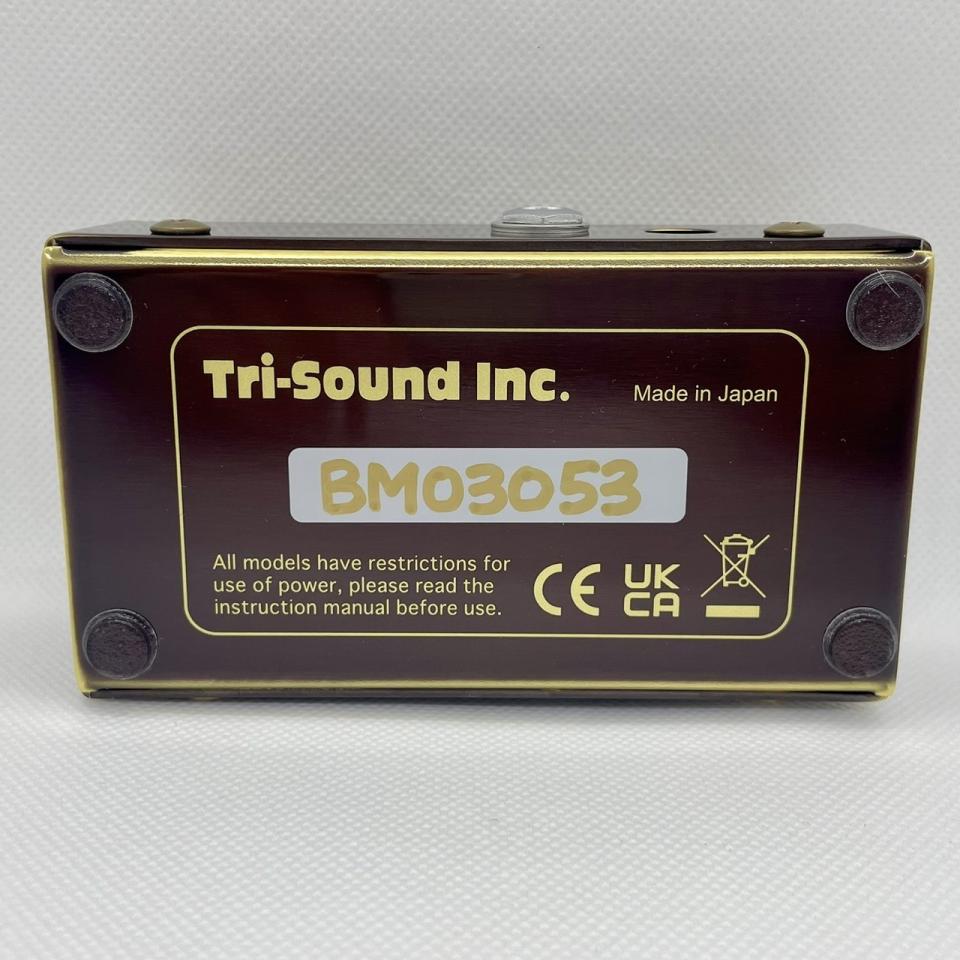 Tri-Sound Inc.
Made in Japan
BM03053
All models have restrictions for
use of power, please read the
instruction manual before use.
CE
UK
CA